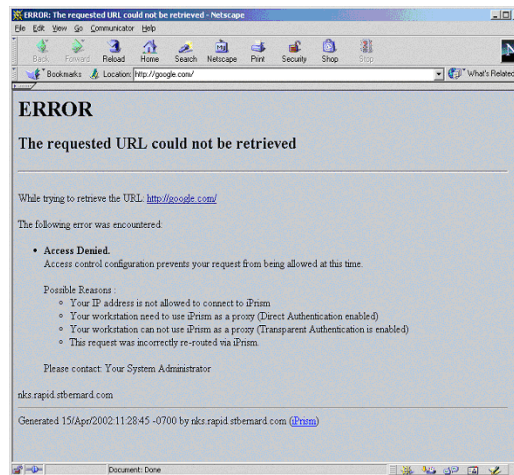 ERROR: The requested URL could not be retrieved - Netscape
File Edit View Go Communicator Help
Back Forward Reload Home Search Netscape Print Security Shop Stop
Bookmarks Location: http://google.com/ What's Related
ERROR
The requested URL could not be retrieved
While trying to retrieve the URL: http://google.com/
The following error was encountered:
Access Denied.
Access control configuration prevents your request from being allowed at this time.
Possible Reasons :
Your IP address is not allowed to connect to iPrism
Your workstation need to use iPrism as a proxy (Direct Authentication enabled)
Your workstation can not use iPrism as a proxy (Transparent Authentication is enabled)
This request was incorrectly re-routed via iPrism.
Please contact: Your System Administrator
nks.rapid.stbernard.com
Generated 15/Apr/2002:11:28:45 -0700 by nks.rapid.stbernard.com (iPrism)
Document: Done